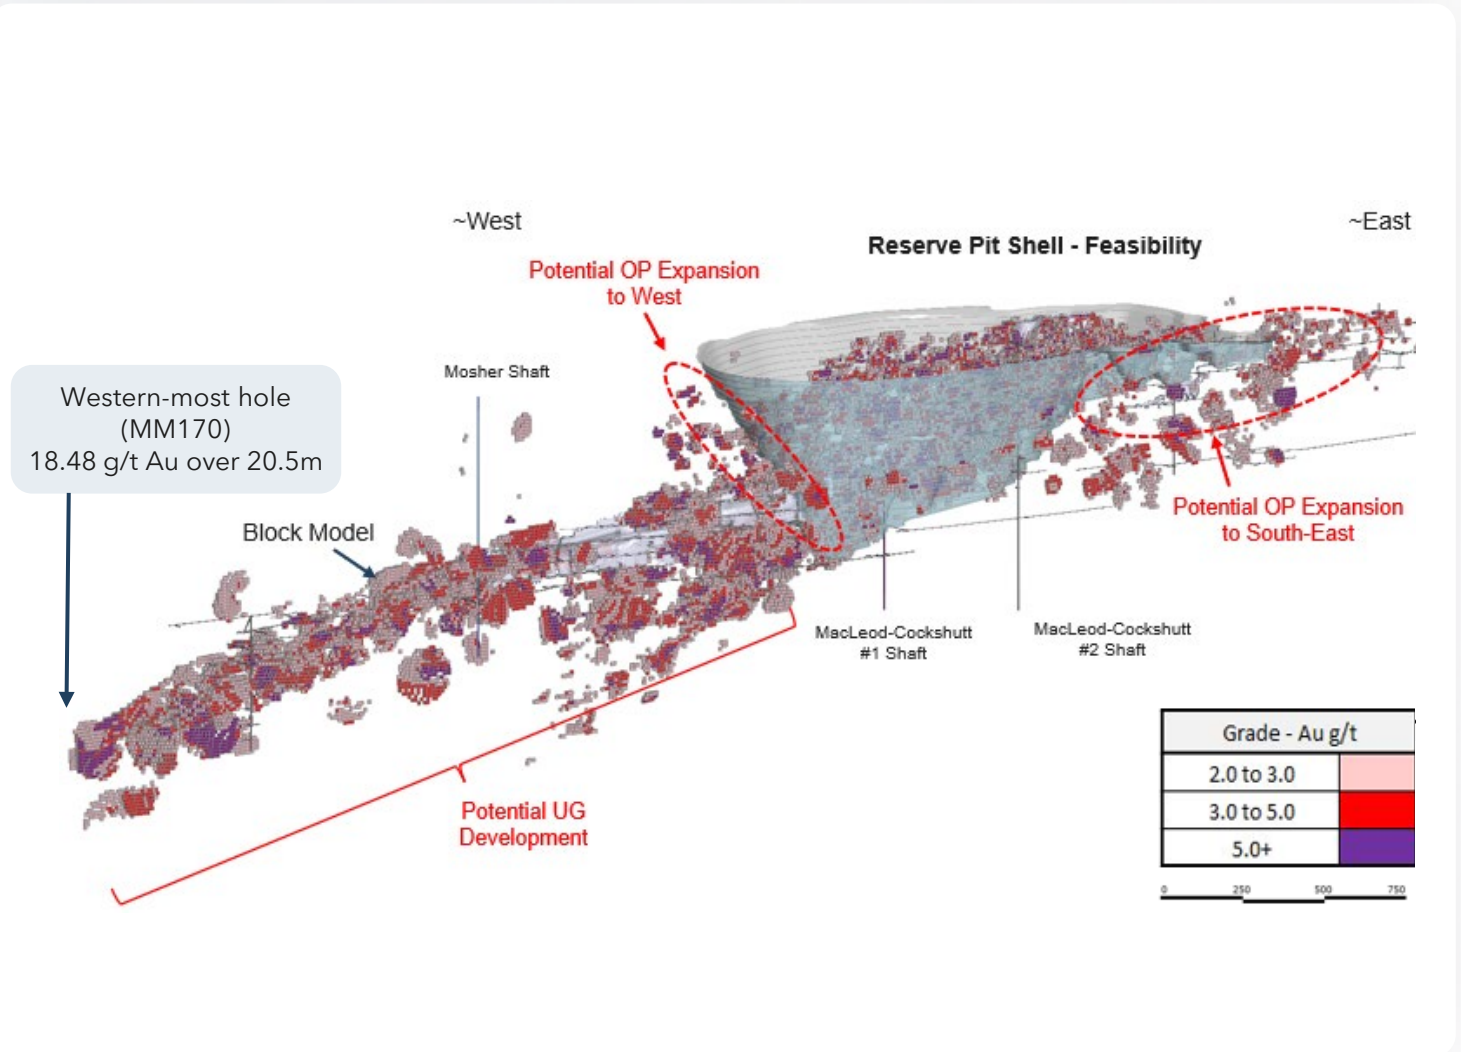 ~West
~East
Reserve Pit Shell - Feasibility
Potential OP Expansion
to West
Mosher Shaft
Western-most hole
(MM170)
18.48 g/t Au over 20.5m
Block Model
Potential OP Expansion
to South-East
MacLeod-Cockshutt
#1 Shaft
MacLeod-Cockshutt
#2 Shaft
Potential UG
Development
Grade - Au g/t
2.0 to 3.0
3.0 to 5.0
5.0+
0 250 500 750